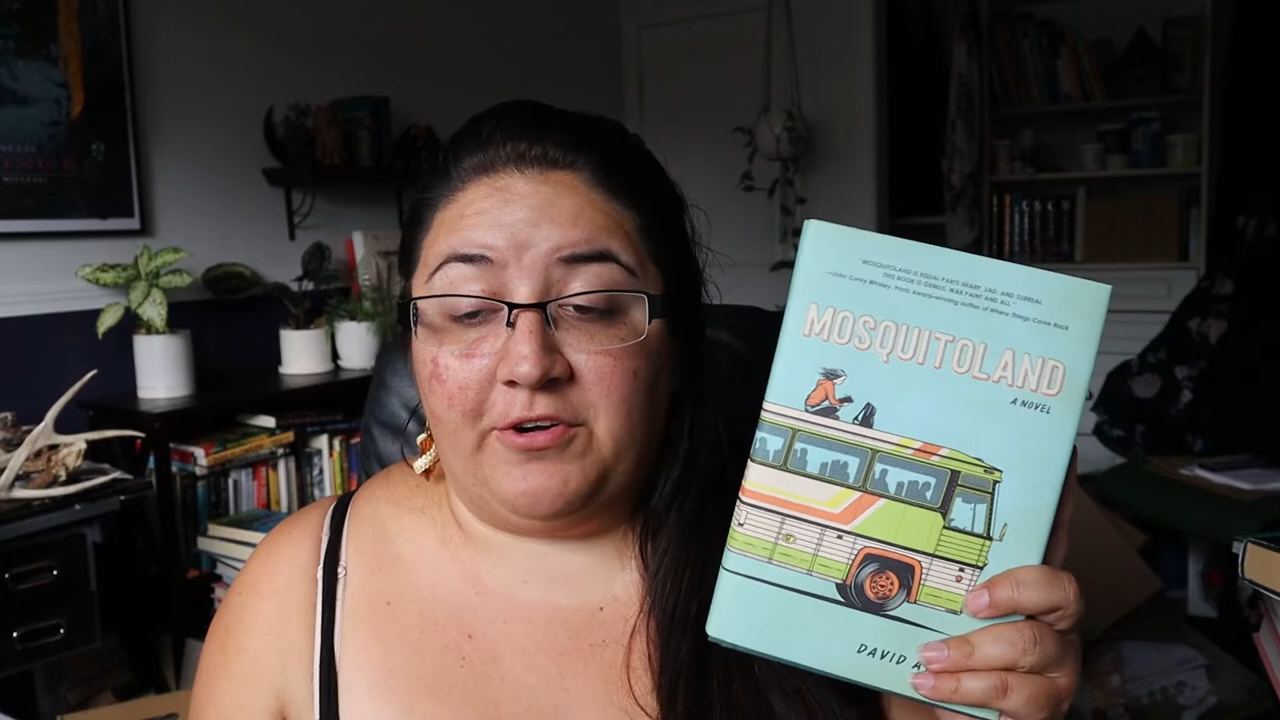 "MOSQUITOLAND IS EQUAL PARTS SHARP, SAD, AND SURREAL.
THIS BOOK IS GENIUS, WAR PAINT AND ALL."
—John Corey Whaley, Printz Award-winning author of Where Things Come Back
MOSQUITOLAND
A NOVEL
DAVID A